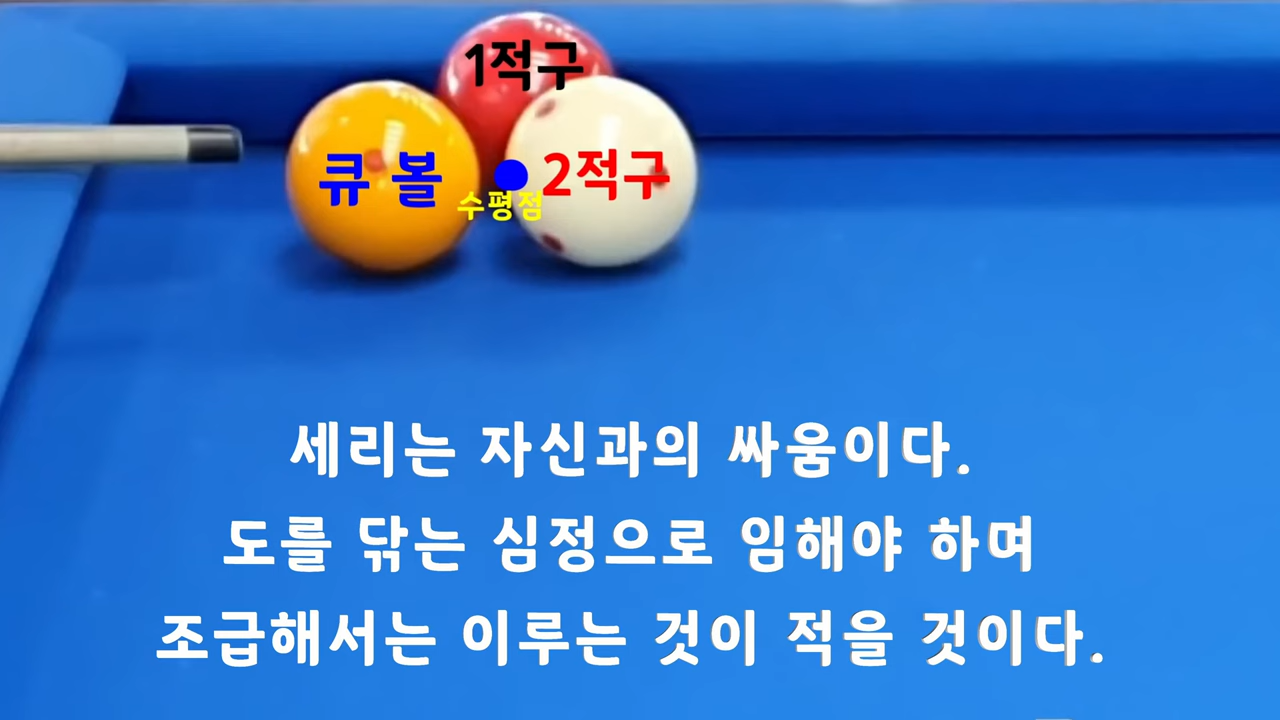 1적구
큐 볼
2적구
수평점
세리는 자신과의 싸움이다.
도를 닦는 심정으로 임해야 하며
조급해서는 이루는 것이 적을 것이다.